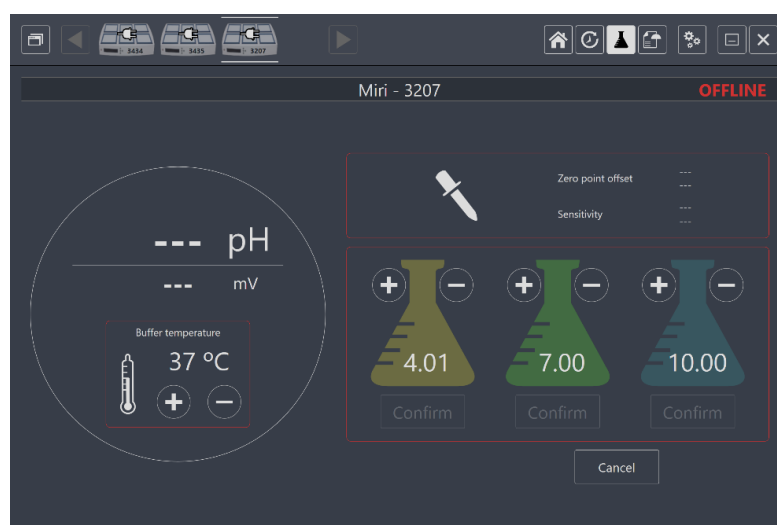 3434 3435 3207
Miri - 3207 OFFLINE
--- pH
--- mV
Buffer temperature
37 °C
Zero point offset ---
---
Sensitivity ---
---
4.01 7.00 10.00
Confirm Confirm Confirm
Cancel